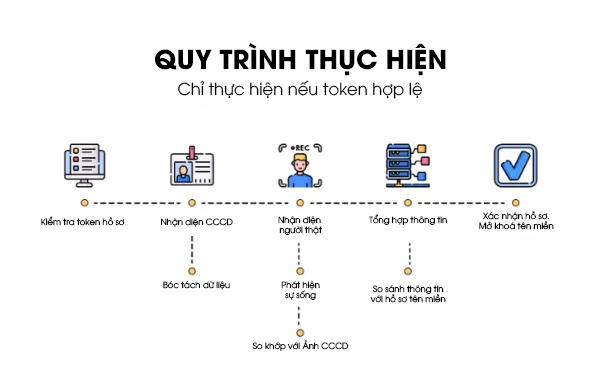 QUY TRÌNH THỰC HIỆN
Chỉ thực hiện nếu token hợp lệ
REC
Kiểm tra token hồ sơ
Nhận diện CCCD
Nhận diện
người thật
Tổng hợp thông tin
Xác nhận hồ sơ.
Mở khoá tên miền
Bóc tách dữ liệu
Phát hiện
sự sống
So sánh thông tin
với hồ sơ tên miền
So khớp với Ảnh CCCD